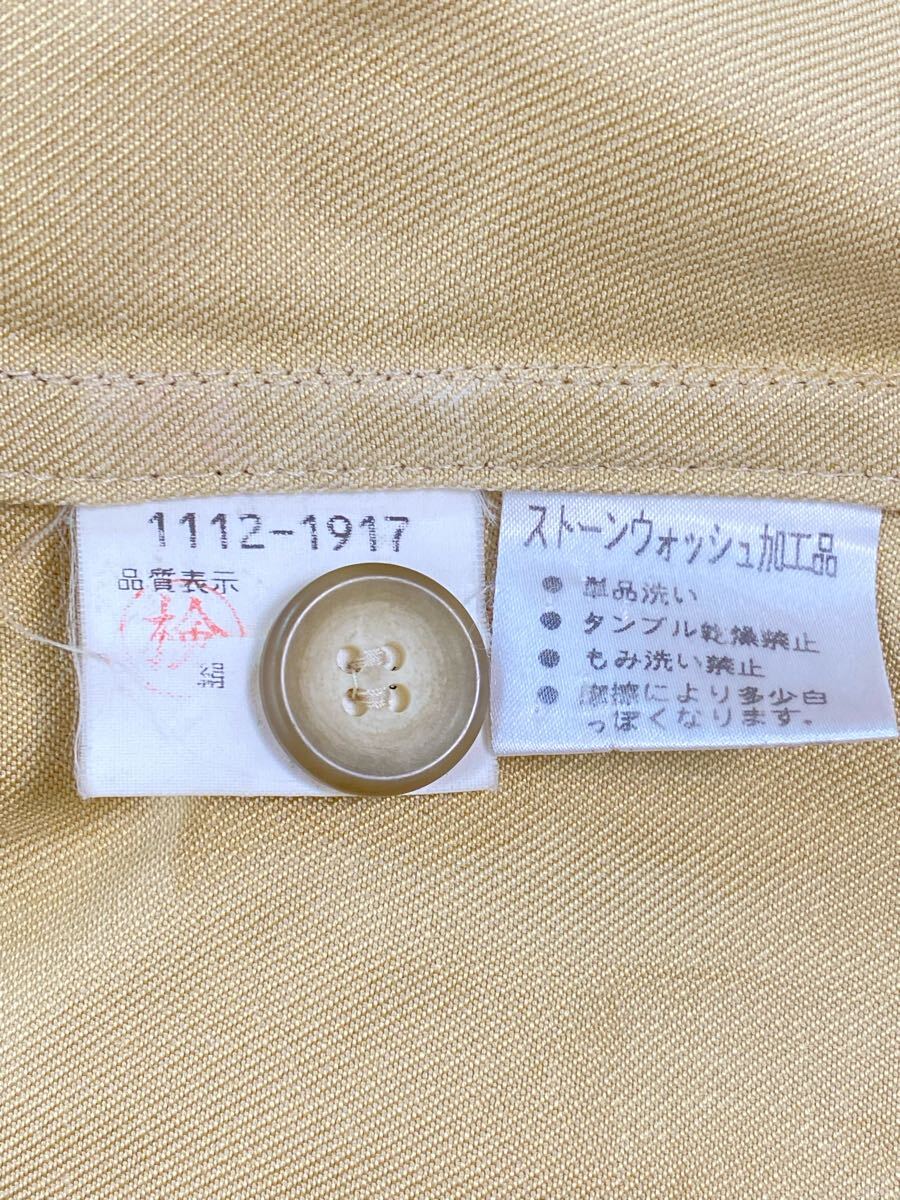 1112-1917
品質表示
ストーンウォッシュ加工品
● 単品洗い
● タンブル乾燥禁止
● もみ洗い禁止
● 摩擦により多少白
っぽくなります。